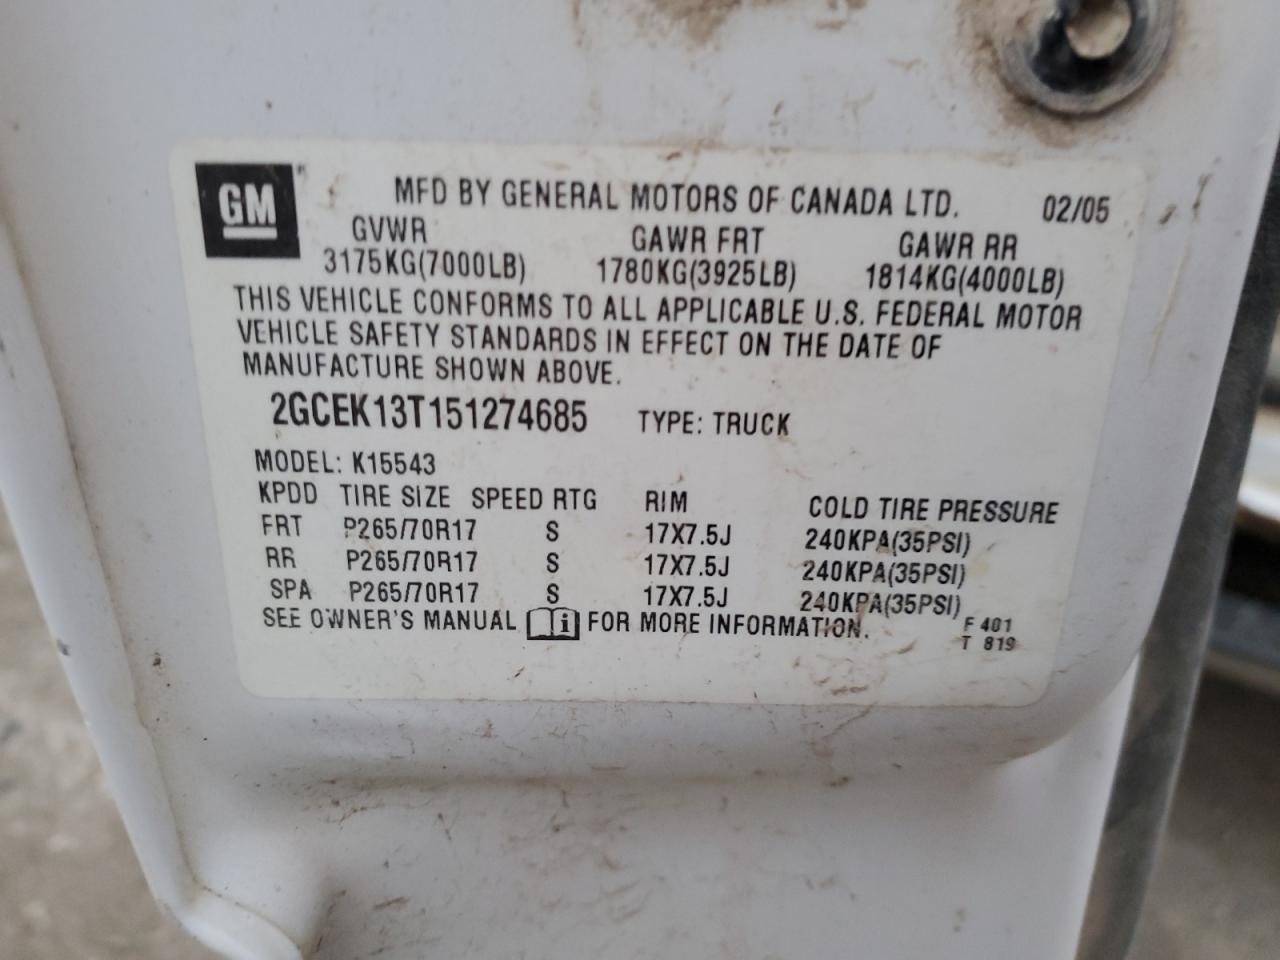 GM
MFD BY GENERAL MOTORS OF CANADA LTD. 02/05
GVWR GAWR FRT GAWR RR
3175KG(7000LB) 1780KG(3925LB) 1814KG(4000LB)
THIS VEHICLE CONFORMS TO ALL APPLICABLE U.S. FEDERAL MOTOR
VEHICLE SAFETY STANDARDS IN EFFECT ON THE DATE OF
MANUFACTURE SHOWN ABOVE.
2GCEK13T151274685 TYPE: TRUCK
MODEL: K15543
KPDD TIRE SIZE SPEED RTG RIM COLD TIRE PRESSURE
FRT P265/70R17 S 17X7.5J 240KPA(35PSI)
RR P265/70R17 S 17X7.5J 240KPA(35PSI)
SPA P265/70R17 S 17X7.5J 240KPA(35PSI)
SEE OWNER'S MANUAL i FOR MORE INFORMATION.
F 401
T 819